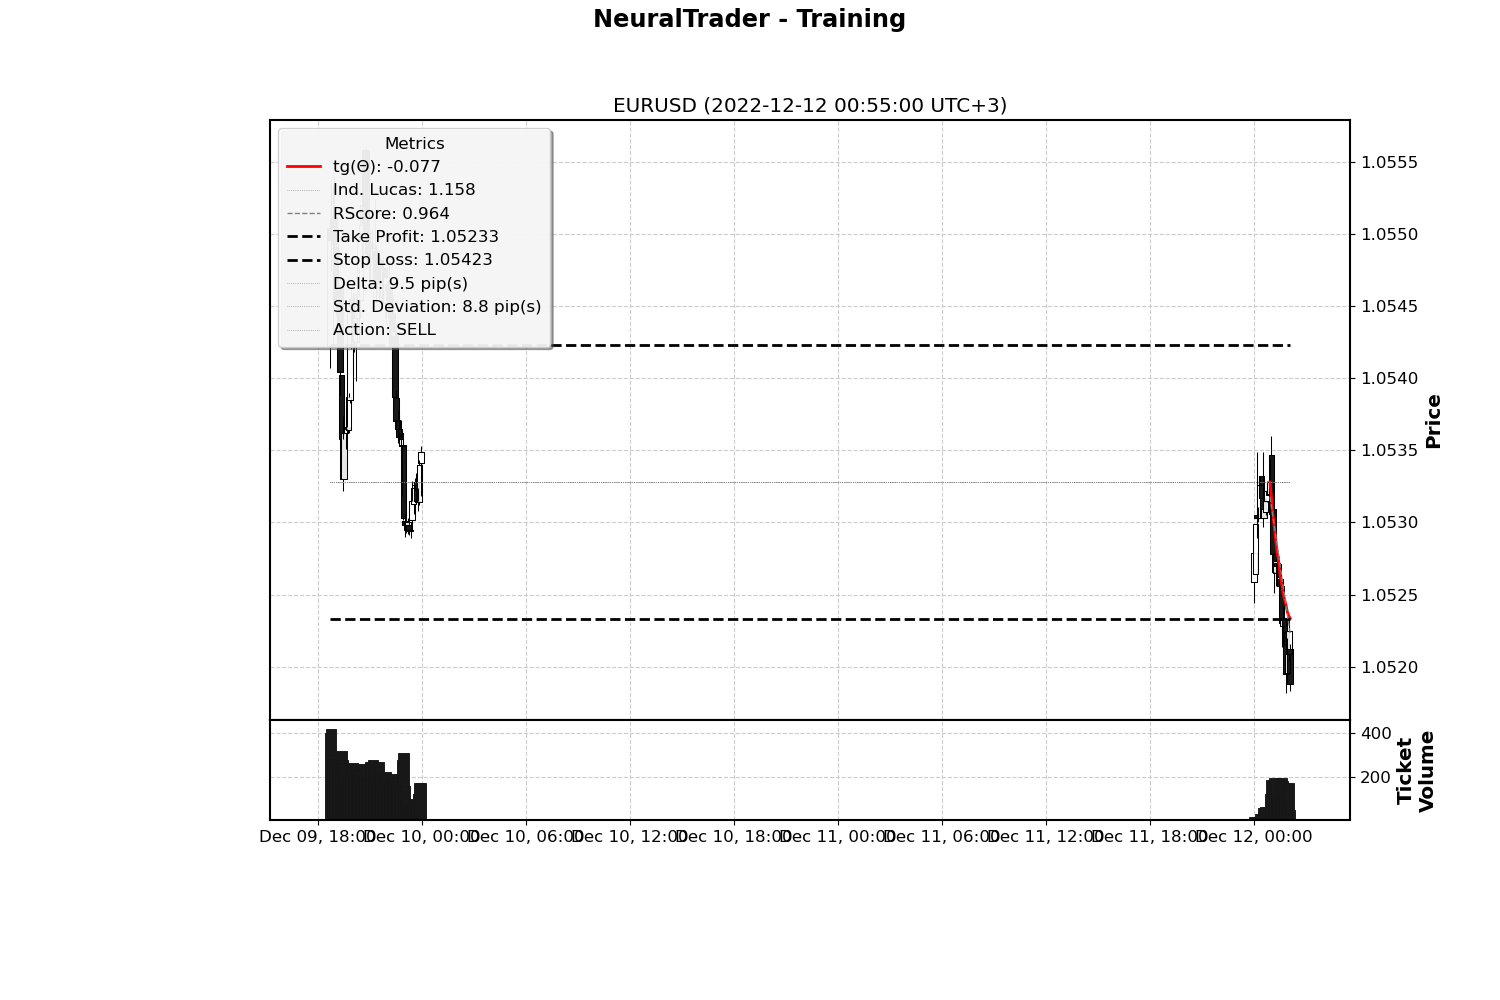 NeuralTrader - Training
EURUSD (2022-12-12 00:55:00 UTC+3)
Metrics
tg(Θ): -0.077
Ind. Lucas: 1.158
RScore: 0.964
Take Profit: 1.05233
Stop Loss: 1.05423
Delta: 9.5 pip(s)
Std. Deviation: 8.8 pip(s)
Action: SELL
1.0555
1.0550
1.0545
1.0540
1.0535
1.0530
1.0525
1.0520
Price
400
200
Ticket
Volume
Dec 09, 18:00 Dec 10, 00:00 Dec 10, 06:00 Dec 10, 12:00 Dec 10, 18:00 Dec 11, 00:00 Dec 11, 06:00 Dec 11, 12:00 Dec 11, 18:00 Dec 12, 00:00